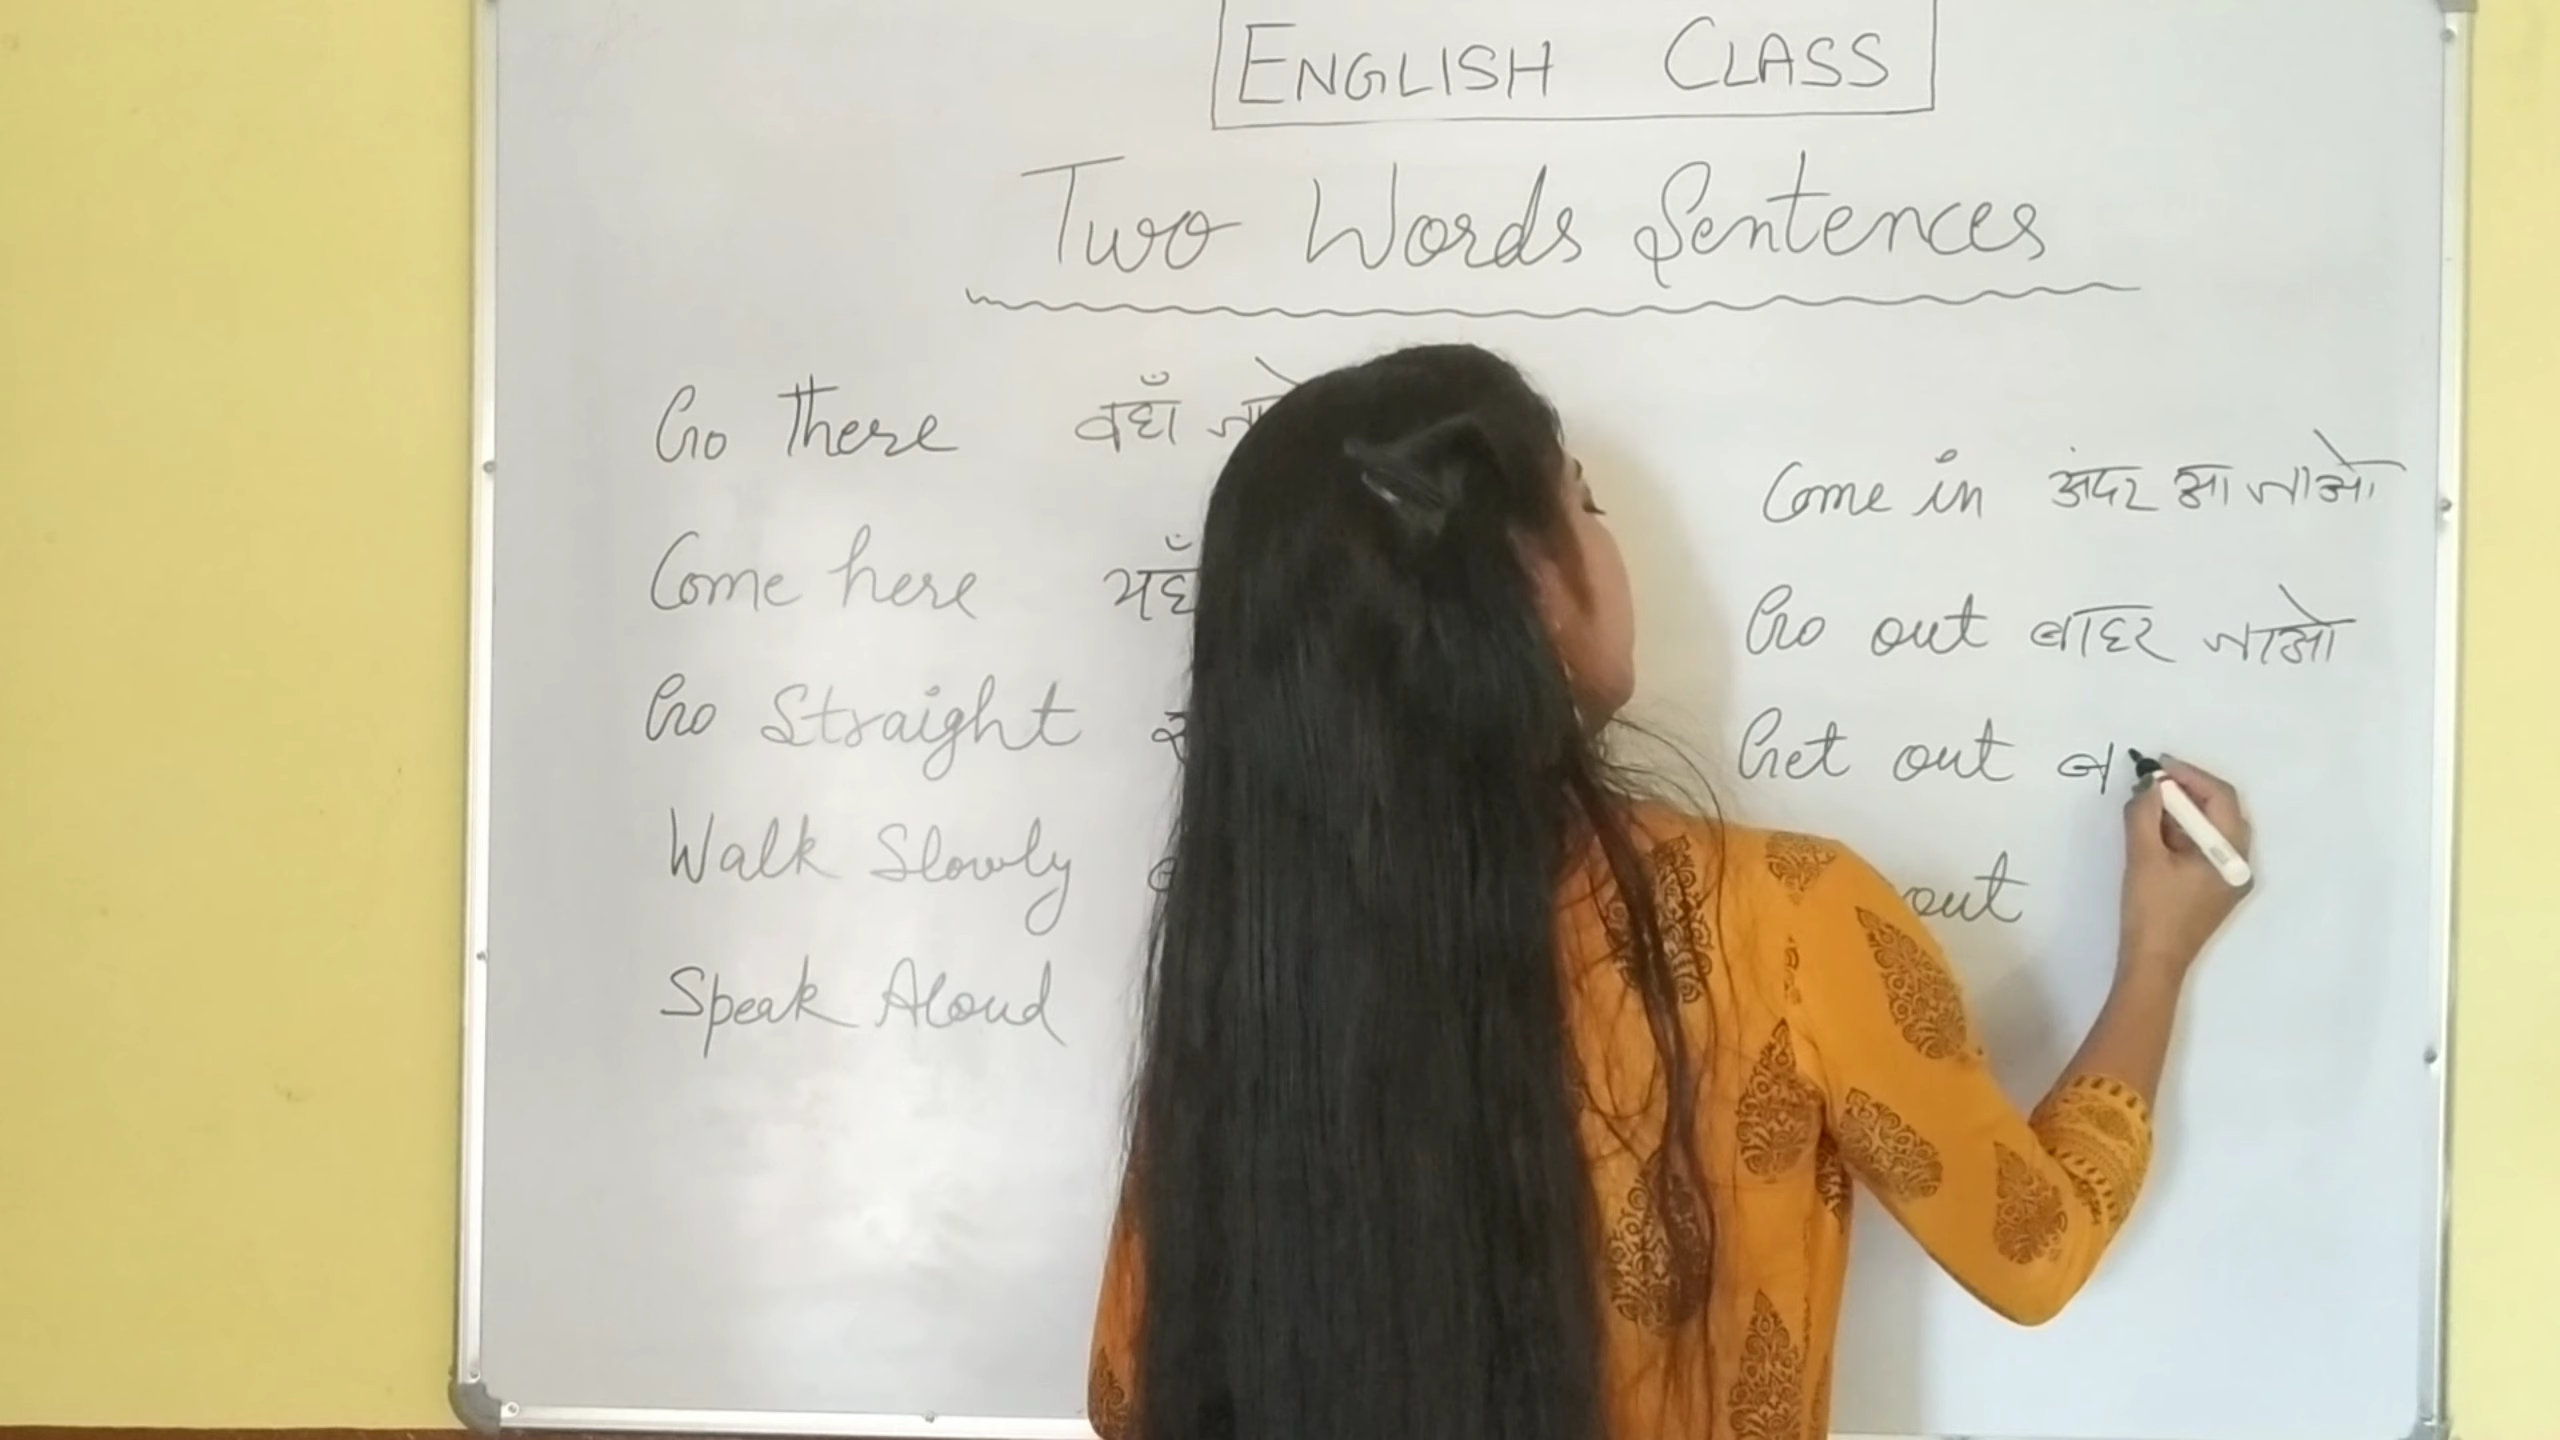 ENGLISH CLASS
Two Words Sentences
Go There वहाँ
Come here
Go Straight
Walk Slowly
Speak Aloud
Come in अंदर आ जाओ
Go out बाहर जाओ
Get out
out